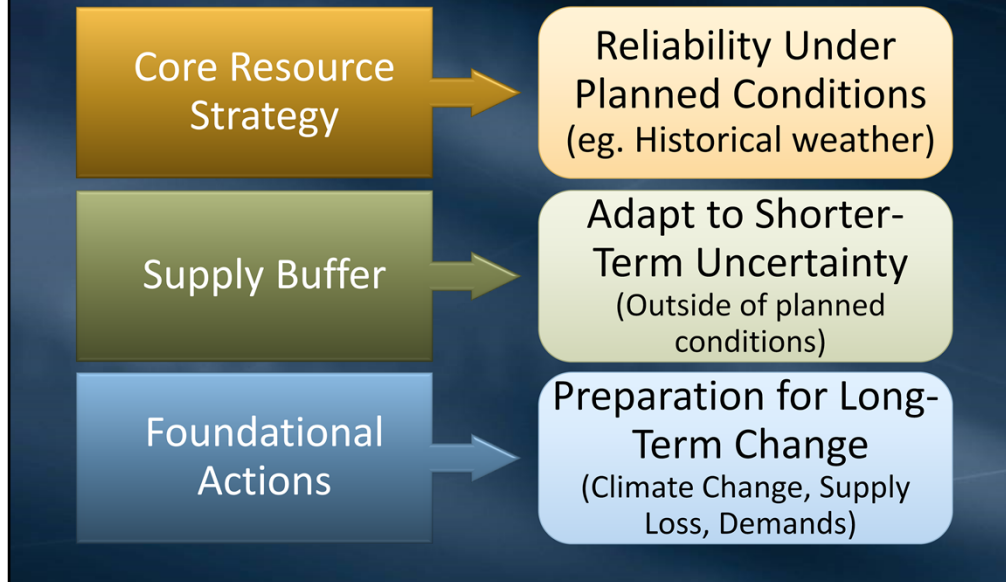 Core Resource
Strategy
Reliability Under
Planned Conditions
(eg. Historical weather)
Supply Buffer
Adapt to Shorter-
Term Uncertainty
(Outside of planned
conditions)
Foundational
Actions
Preparation for Long-
Term Change
(Climate Change, Supply
Loss, Demands)